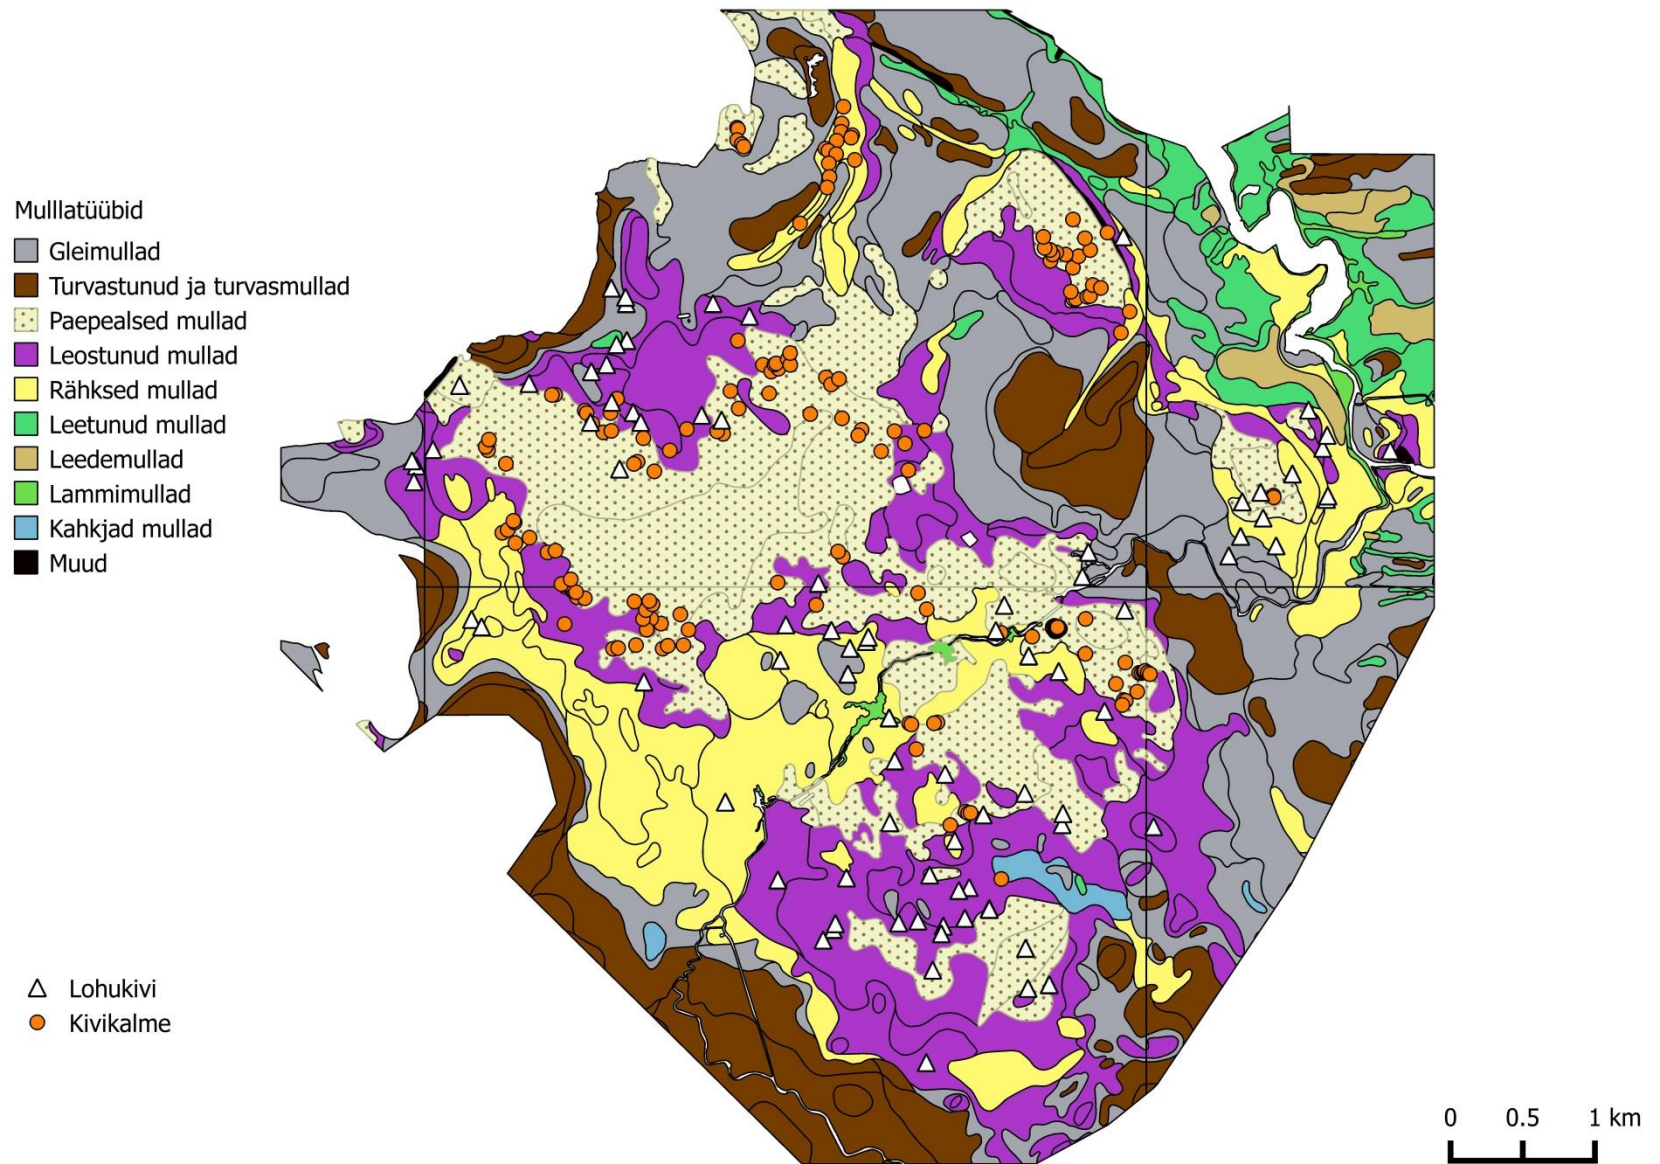 Mulllatüübid
Gleimullad
Turvastunud ja turvasmullad
Paepealsed mullad
Leostunud mullad
Rähksed mullad
Leetunud mullad
Leedemullad
Lammimullad
Kahkjad mullad
Muud
Lohukivi
Kivikalme
0 0.5 1 km